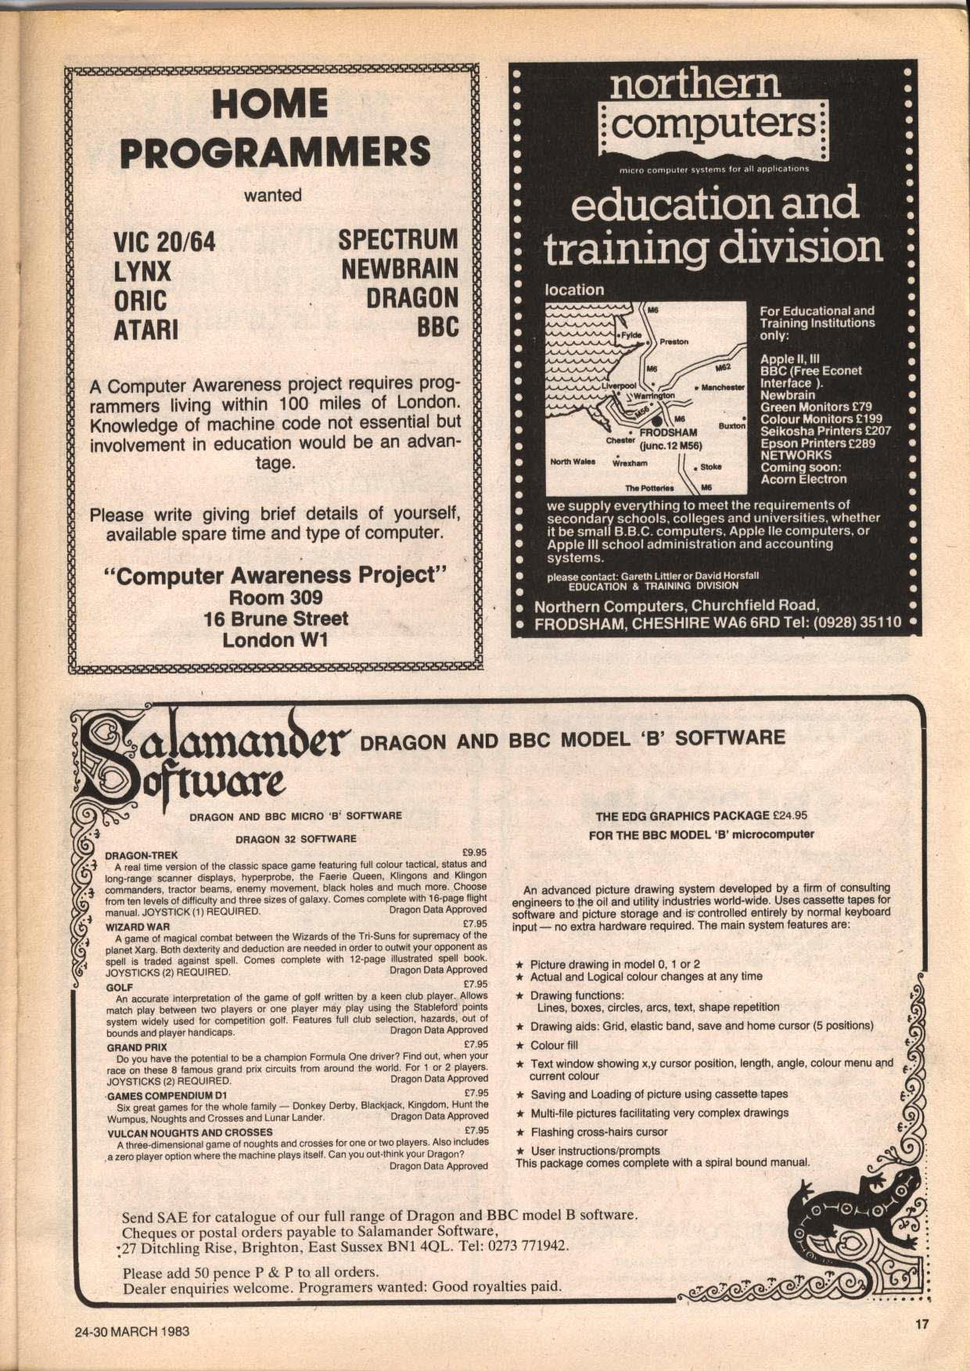 HOME
PROGRAMMERS
wanted
VIC 20/64 SPECTRUM
LYNX NEWBRAIN
ORIC DRAGON
ATARI BBC
A Computer Awareness project requires prog-
rammers living within 100 miles of London.
Knowledge of machine code not essential but
involvement in education would be an advan-
tage.
Please write giving brief details of yourself,
available spare time and type of computer.
“Computer Awareness Project”
Room 309
16 Brune Street
London W1
northern
computers
micro computer systems for all applications
education and
training division
location
M6
Fylde
Preston
M62
M6
Liverpool
Manchester
Warrington
M56
M6
Buxton
FRODSHAM
Chester
(junc.12 M56)
North Wales
Wrexham
Stoke
The Potteries
M6
For Educational and
Training Institutions
only:
Apple II, III
BBC (Free Econet
Interface ).
Newbrain
Green Monitors £79
Colour Monitors £199
Seikosha Printers £207
Epson Printers £289
NETWORKS
Coming soon:
Acorn Electron
we supply everything to meet the requirements of
secondary schools, colleges and universities, whether
it be small B.B.C. computers, Apple IIe computers, or
Apple III school administration and accounting
systems.
please contact: Gareth Littler or David Horsfall
EDUCATION & TRAINING DIVISION
Northern Computers, Churchfield Road,
FRODSHAM, CHESHIRE WA6 6RD Tel: (0928) 35110
Salamander
Software
DRAGON AND BBC MODEL ‘B’ SOFTWARE
DRAGON AND BBC MICRO ‘B’ SOFTWARE
DRAGON 32 SOFTWARE
DRAGON-TREK £9.95
A real time version of the classic space game featuring full colour tactical, status and
long-range scanner displays, hyperprobe, the Faerie Queen, Klingons and Klingon
commanders, tractor beams, enemy movement, black holes and much more. Choose
from ten levels of difficulty and three sizes of galaxy. Comes complete with 16-page flight
manual. JOYSTICK (1) REQUIRED. Dragon Data Approved
WIZARD WAR £7.95
A game of magical combat between the Wizards of the Tri-Suns for supremacy of the
planet Xarg. Both dexterity and deduction are needed in order to outwit your opponent as
spell is traded against spell. Comes complete with 12-page illustrated spell book.
JOYSTICKS (2) REQUIRED. Dragon Data Approved
GOLF £7.95
An accurate interpretation of the game of golf written by a keen club player. Allows
match play between two players or one player may play using the Stableford points
system widely used for competition golf. Features full club selection, hazards, out of
bounds and player handicaps. Dragon Data Approved
GRAND PRIX £7.95
Do you have the potential to be a champion Formula One driver? Find out, when your
race on these 8 famous grand prix circuits from around the world. For 1 or 2 players.
JOYSTICKS (2) REQUIRED. Dragon Data Approved
GAMES COMPENDIUM D1 £7.95
Six great games for the whole family — Donkey Derby, Blackjack, Kingdom, Hunt the
Wumpus, Noughts and Crosses and Lunar Lander. Dragon Data Approved
VULCAN NOUGHTS AND CROSSES £7.95
A three-dimensional game of noughts and crosses for one or two players. Also includes
a zero player option where the machine plays itself. Can you out-think your Dragon?
Dragon Data Approved
THE EDG GRAPHICS PACKAGE £24.95
FOR THE BBC MODEL ‘B’ microcomputer
An advanced picture drawing system developed by a firm of consulting
engineers to the oil and utility industries world-wide. Uses cassette tapes for
software and picture storage and is controlled entirely by normal keyboard
input — no extra hardware required. The main system features are:
★ Picture drawing in model 0, 1 or 2
★ Actual and Logical colour changes at any time
★ Drawing functions:
Lines, boxes, circles, arcs, text, shape repetition
★ Drawing aids: Grid, elastic band, save and home cursor (5 positions)
★ Colour fill
★ Text window showing x,y cursor position, length, angle, colour menu and
current colour
★ Saving and Loading of picture using cassette tapes
★ Multi-file pictures facilitating very complex drawings
★ Flashing cross-hairs cursor
★ User instructions/prompts
This package comes complete with a spiral bound manual.
Send SAE for catalogue of our full range of Dragon and BBC model B software.
Cheques or postal orders payable to Salamander Software,
27 Ditchling Rise, Brighton, East Sussex BN1 4QL. Tel: 0273 771942.
Please add 50 pence P & P to all orders.
Dealer enquiries welcome. Programers wanted: Good royalties paid.
24-30 MARCH 1983
17